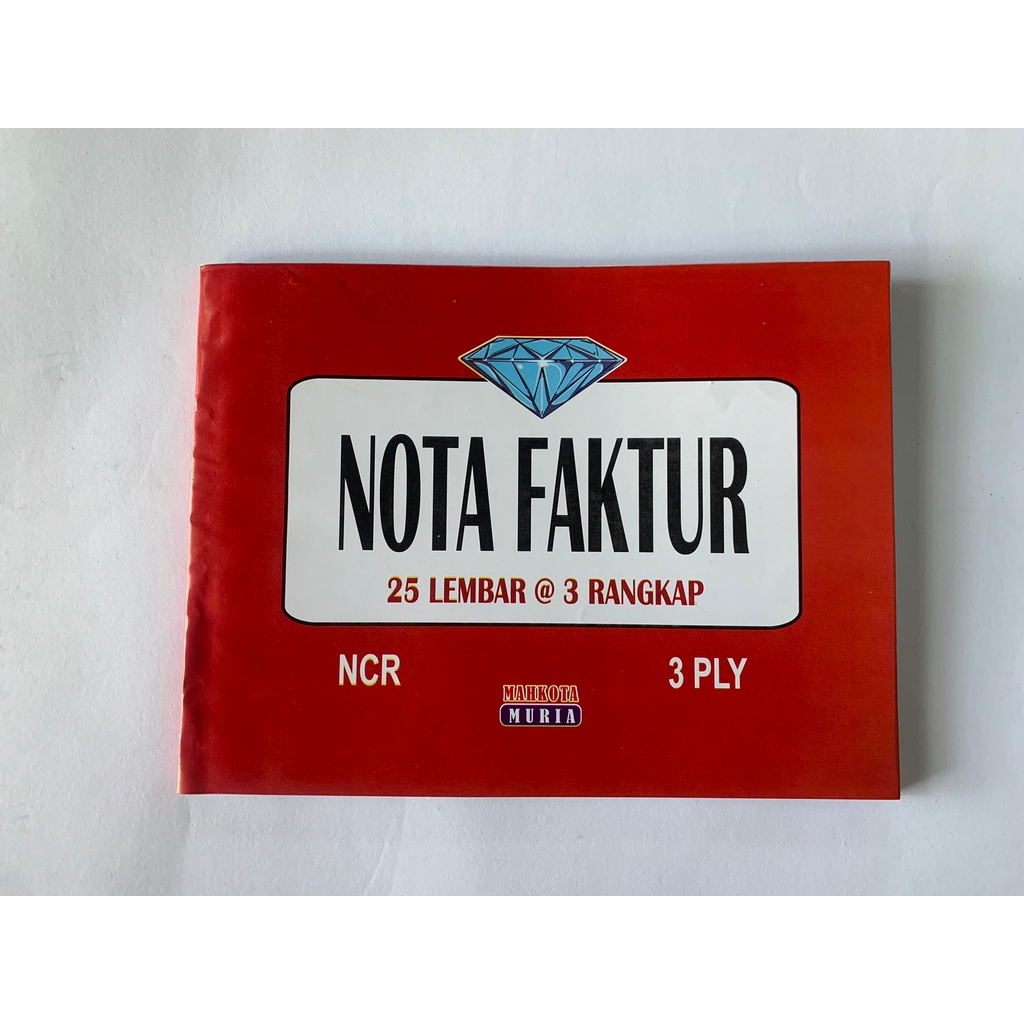 NOTA FAKTUR
25 LEMBAR @ 3 RANGKAP
NCR
3 PLY
MAHKOTA
MURIA